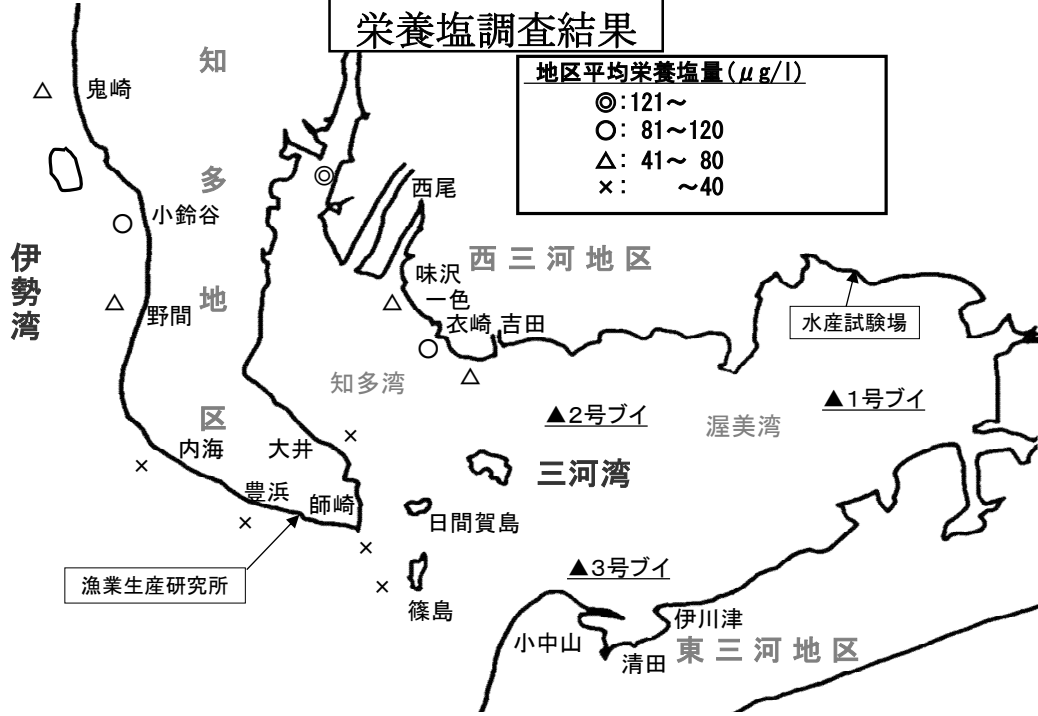 栄養塩調査結果
地区平均栄養塩量(μg/l)
◎:121～
○: 81～120
△: 41～ 80
×: ～40
知多地区
鬼崎
小鈴谷
伊勢湾
野間
内海
大井
豊浜
師崎
漁業生産研究所
西尾
西三河地区
味沢
一色
衣崎
吉田
水産試験場
知多湾
▲2号ブイ
▲1号ブイ
渥美湾
三河湾
日間賀島
篠島
▲3号ブイ
小中山
伊川津
清田
東三河地区